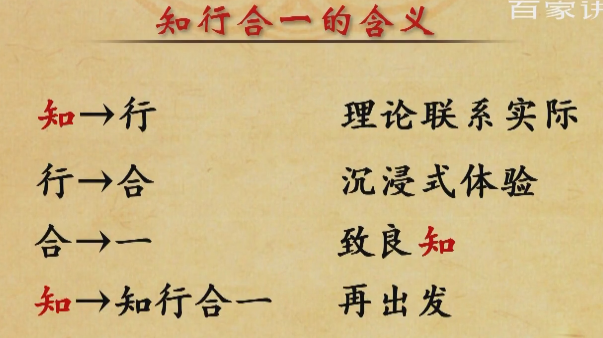 百家讲
知行合一的含义
知→行 理论联系实际
行→合 沉浸式体验
合→一 致良知
知→知行合一 再出发